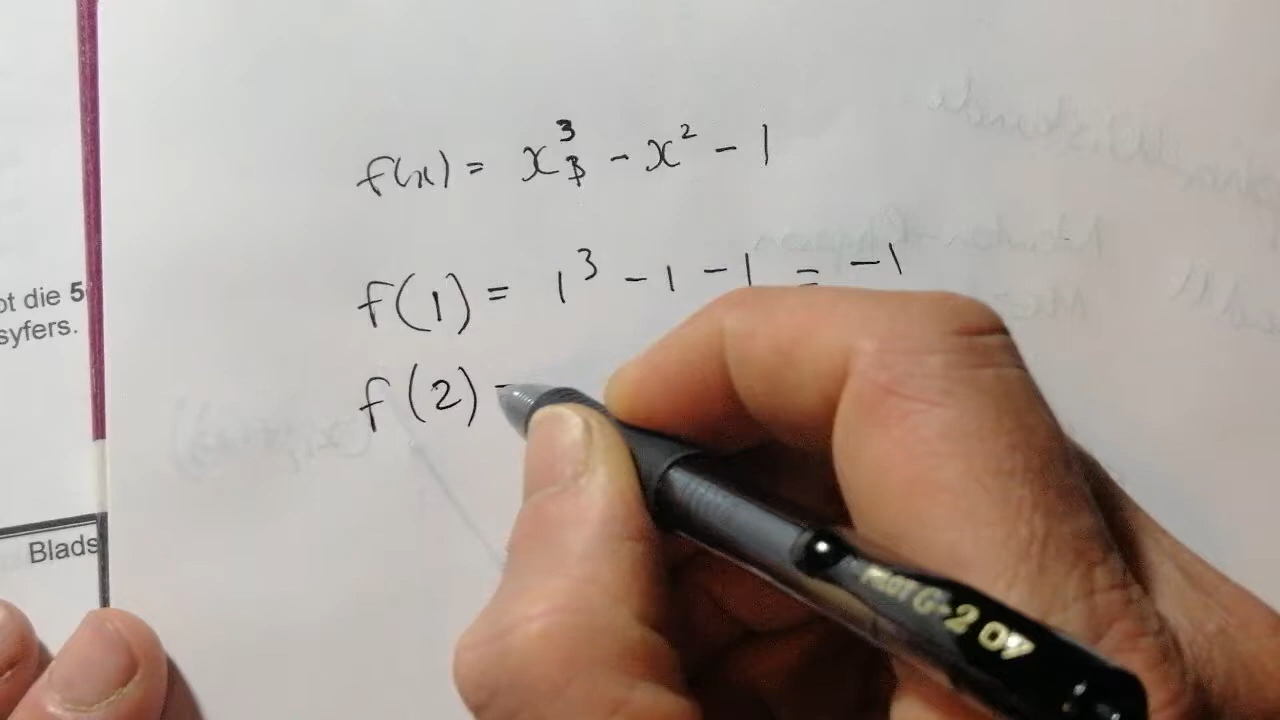 f(x) = x³ - x² - 1
f(1) = 1³ - 1 - 1 = -1
f(2) =
ot die 5
syfers.
Blads
PILOT G-2 07